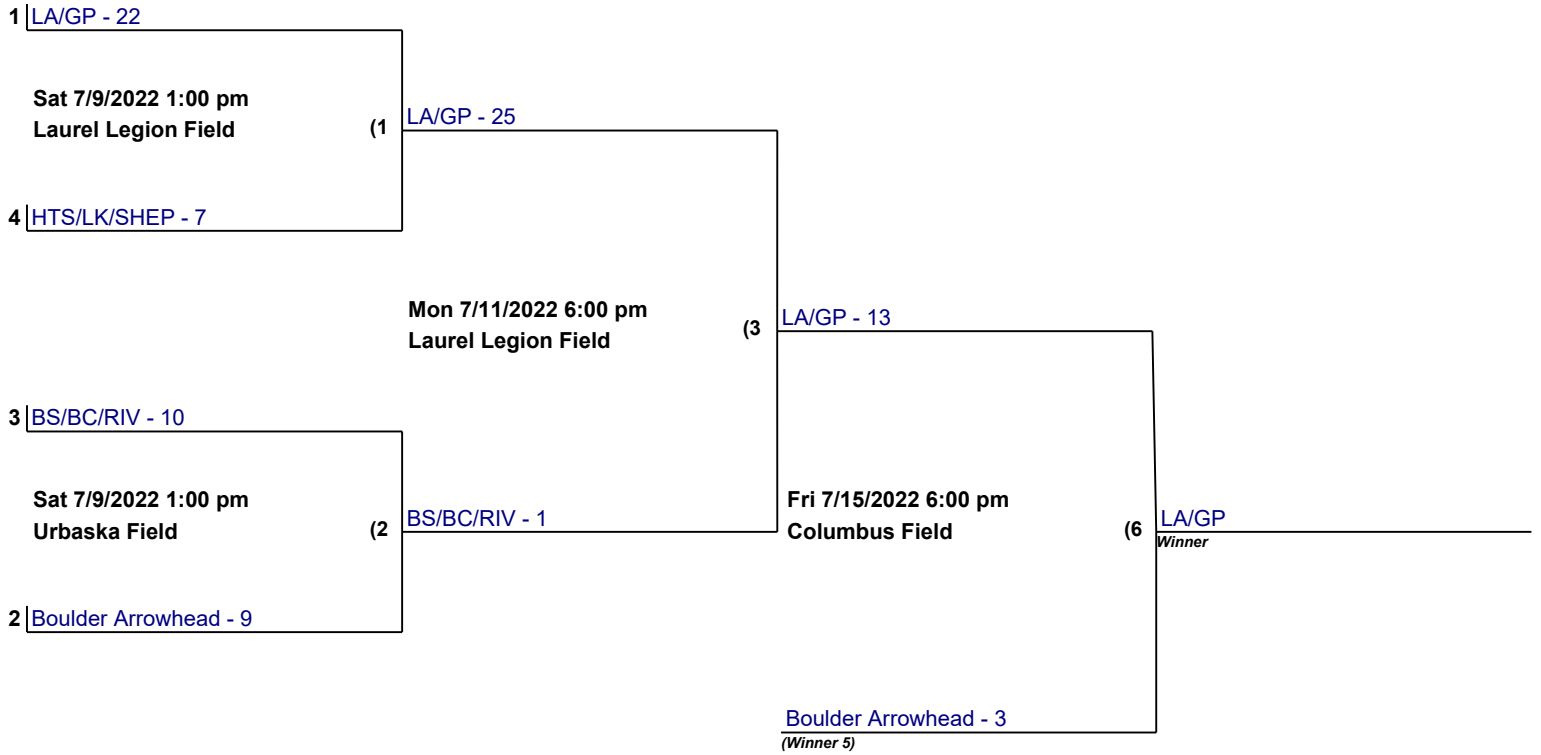 1 LA/GP - 22
Sat 7/9/2022 1:00 pm
Laurel Legion Field (1
LA/GP - 25
4 HTS/LK/SHEP - 7
Mon 7/11/2022 6:00 pm
Laurel Legion Field (3
LA/GP - 13
3 BS/BC/RIV - 10
Sat 7/9/2022 1:00 pm
Urbaska Field (2
BS/BC/RIV - 1
Fri 7/15/2022 6:00 pm
Columbus Field (6
LA/GP
Winner
2 Boulder Arrowhead - 9
Boulder Arrowhead - 3
(Winner 5)